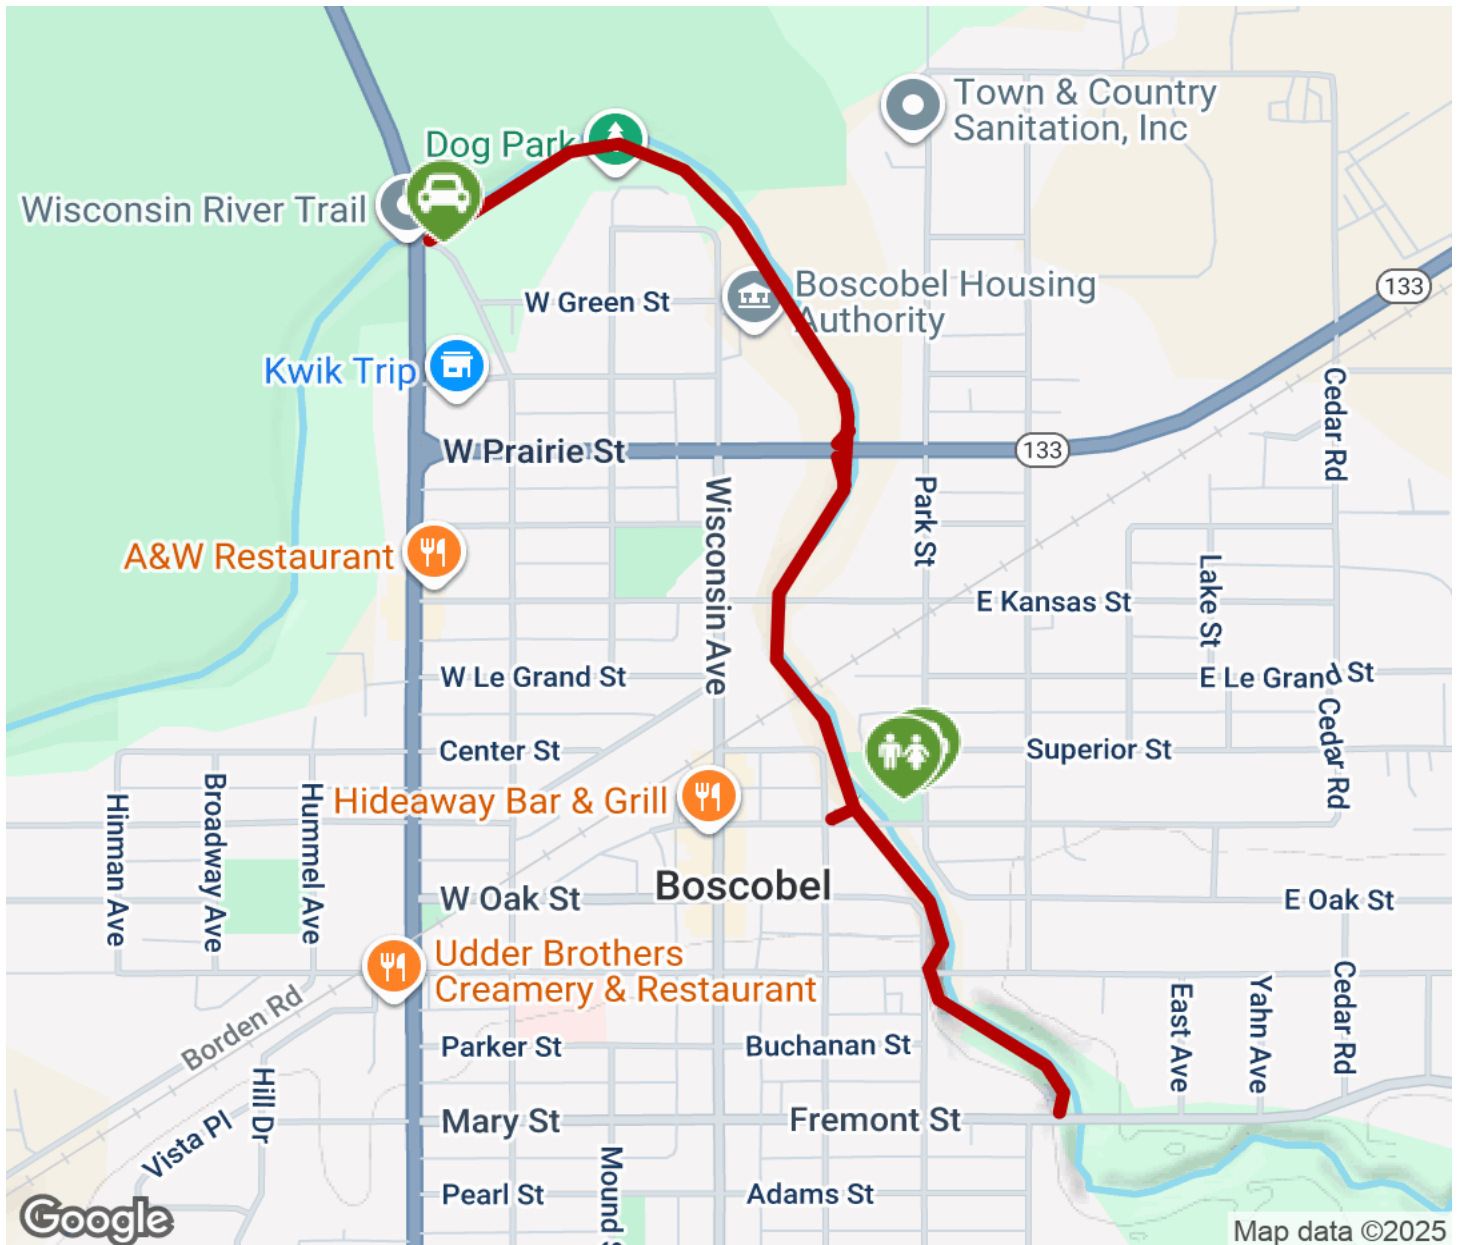 Town & Country
Sanitation, Inc
Dog Park
Wisconsin River Trail
Boscobel Housing
Authority
133
W Green St
Kwik Trip
Cedar Rd
W Prairie St
133
Wisconsin Ave
Park St
A&W Restaurant
Lake St
E Kansas St
W Le Grand St
E Le Grand St
Center St
Superior St
Cedar Rd
Hinman Ave
Broadway Ave
Hummel Ave
Hideaway Bar & Grill
Boscobel
W Oak St
E Oak St
Udder Brothers
Creamery & Restaurant
Borden Rd
East Ave
Yahn Ave
Cedar Rd
Parker St
Buchanan St
Hill Dr
Vista Pl
Mary St
Fremont St
Mound S
Pearl St
Adams St
Google
Map data ©2025